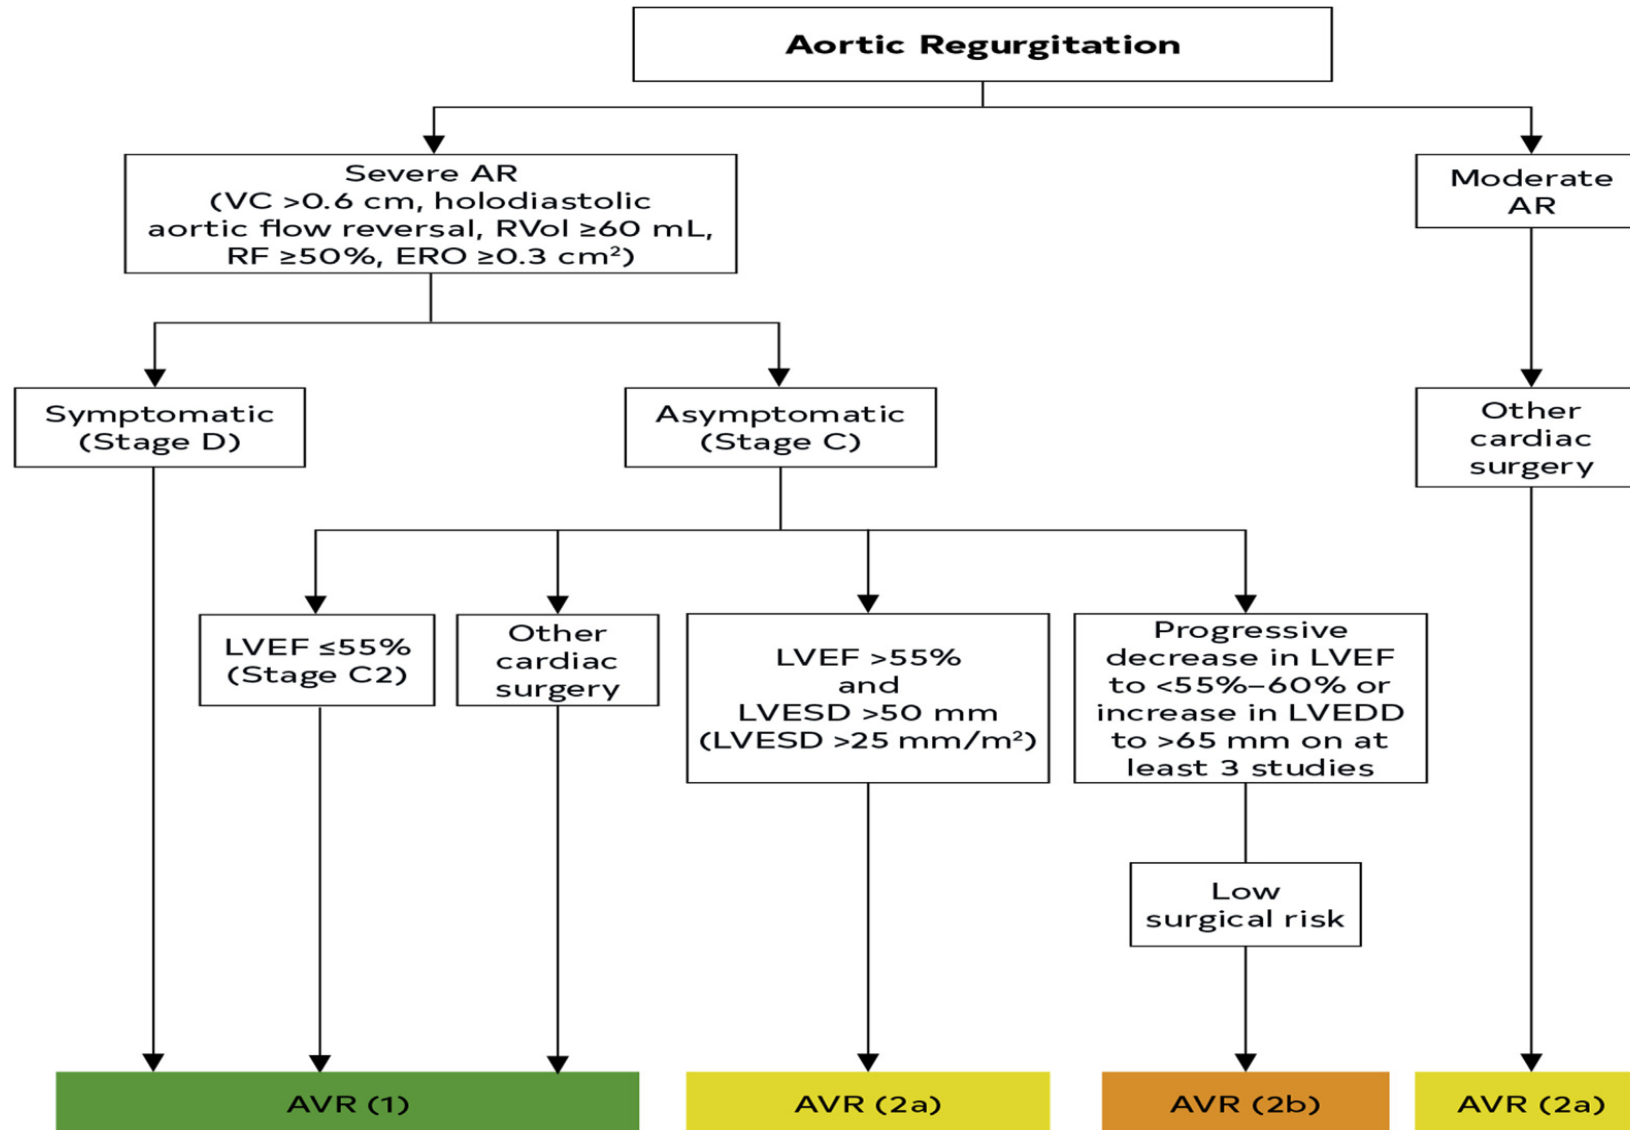 Aortic Regurgitation
Severe AR
(VC >0.6 cm, holodiastolic
aortic flow reversal, RVol ≥60 mL,
RF ≥50%, ERO ≥0.3 cm²)
Moderate
AR
Symptomatic
(Stage D)
Asymptomatic
(Stage C)
Other
cardiac
surgery
LVEF ≤55%
(Stage C2)
Other
cardiac
surgery
LVEF >55%
and
LVESD >50 mm
(LVESD >25 mm/m²)
Progressive
decrease in LVEF
to <55%–60% or
increase in LVEDD
to >65 mm on at
least 3 studies
Low
surgical risk
AVR (1)
AVR (2a)
AVR (2b)
AVR (2a)